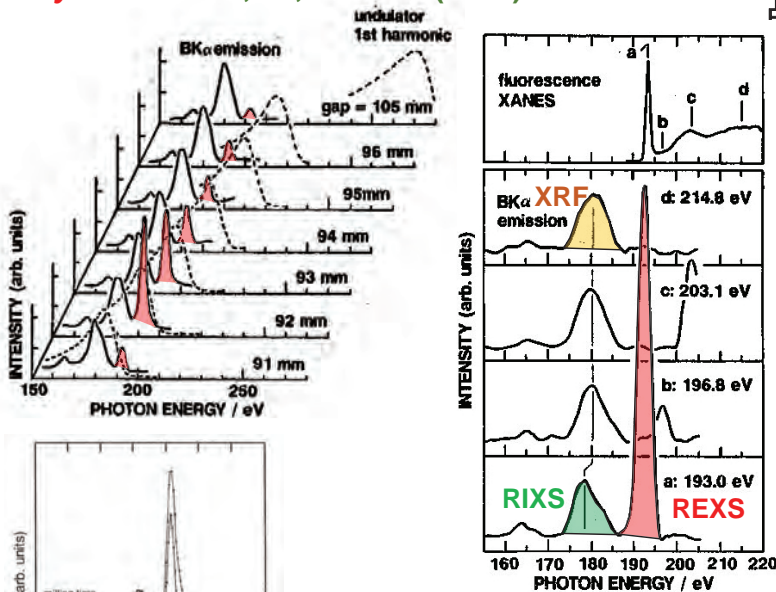 undulator
1st harmonic
BKα emission
gap = 105 mm
96 mm
95mm
94 mm
93 mm
92 mm
91 mm
INTENSITY (arb. units)
150 200 250
PHOTON ENERGY / eV
arb. units)
a
fluorescence
XANES
b
c
d
BKα XRF
emission
d: 214.8 eV
c: 203.1 eV
b: 196.8 eV
a: 193.0 eV
RIXS
REXS
INTENSITY (arb. units)
160 170 180 190 200 210 220
PHOTON ENERGY / eV